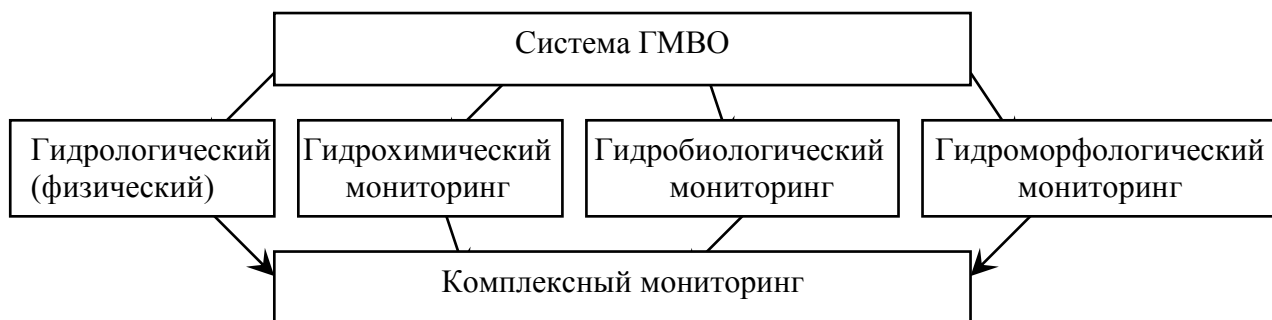 Система ГМВО
Гидрологический
(физический)
Гидрохимический
мониторинг
Гидробиологический
мониторинг
Гидроморфологический
мониторинг
Комплексный мониторинг